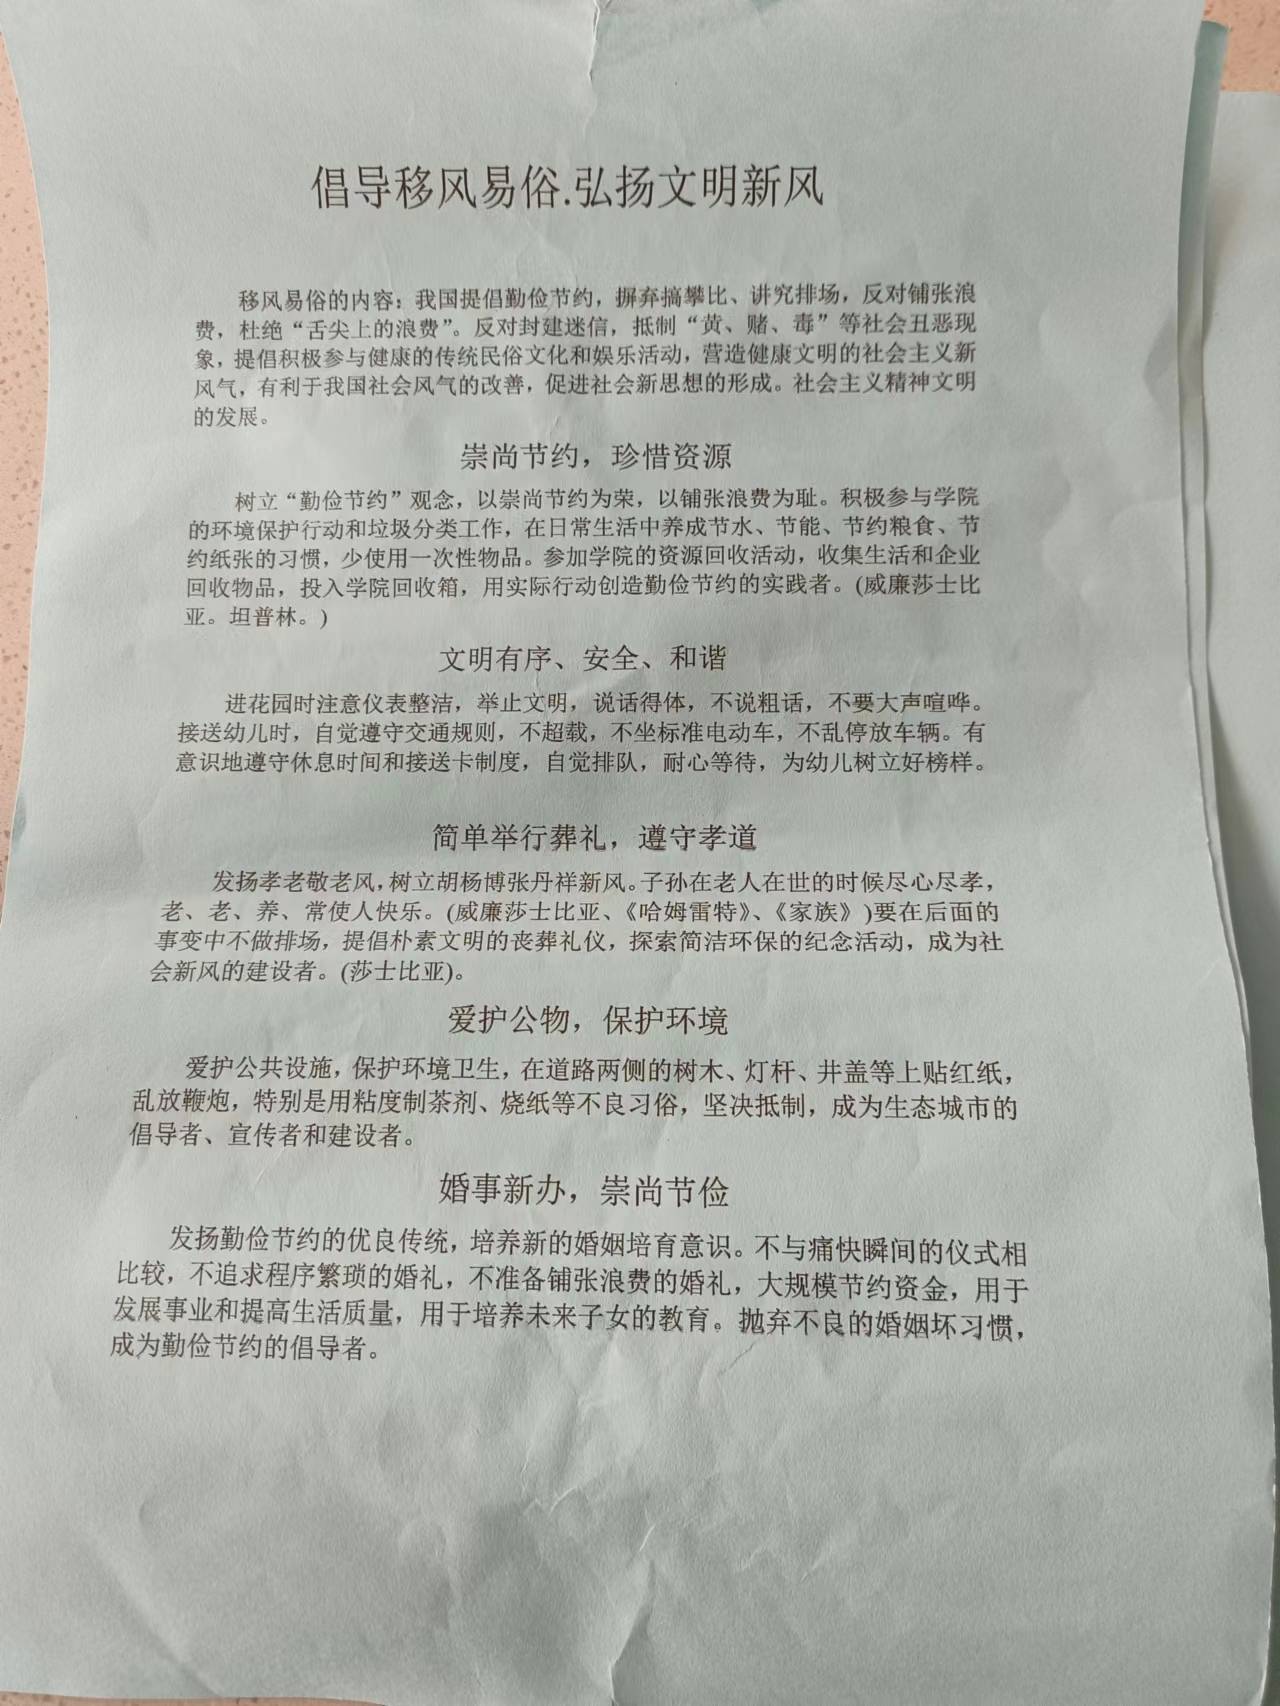 倡导移风易俗.弘扬文明新风
移风易俗的内容：我国提倡勤俭节约，摒弃搞攀比、讲究排场，反对铺张浪
费，杜绝“舌尖上的浪费”。反对封建迷信，抵制“黄、赌、毒”等社会丑恶现
象，提倡积极参与健康的传统民俗文化和娱乐活动，营造健康文明的社会主义新
风气，有利于我国社会风气的改善，促进社会新思想的形成。社会主义精神文明
的发展。
崇尚节约，珍惜资源
树立“勤俭节约”观念，以崇尚节约为荣，以铺张浪费为耻。积极参与学院
的环境保护行动和垃圾分类工作，在日常生活中养成节水、节能、节约粮食、节
约纸张的习惯，少使用一次性物品。参加学院的资源回收活动，收集生活和企业
回收物品，投入学院回收箱，用实际行动创造勤俭节约的实践者。(威廉莎士比
亚。坦普林。)
文明有序、安全、和谐
进花园时注意仪表整洁，举止文明，说话得体，不说粗话，不要大声喧哗。
接送幼儿时，自觉遵守交通规则，不超载，不坐标准电动车，不乱停放车辆。有
意识地遵守休息时间和接送卡制度，自觉排队，耐心等待，为幼儿树立好榜样。
简单举行葬礼，遵守孝道
发扬孝老敬老风，树立胡杨博张丹祥新风。子孙在老人在世的时候尽心尽孝，
老、老、养、常使人快乐。(威廉莎士比亚、《哈姆雷特》、《家族》)要在后面的
事变中不做排场，提倡朴素文明的丧葬礼仪，探索简洁环保的纪念活动，成为社
会新风的建设者。(莎士比亚)。
爱护公物，保护环境
爱护公共设施，保护环境卫生，在道路两侧的树木、灯杆、井盖等上贴红纸，
乱放鞭炮，特别是用粘度制茶剂、烧纸等不良习俗，坚决抵制，成为生态城市的
倡导者、宣传者和建设者。
婚事新办，崇尚节俭
发扬勤俭节约的优良传统，培养新的婚姻培育意识。不与痛快瞬间的仪式相
比较，不追求程序繁琐的婚礼，不准备铺张浪费的婚礼，大规模节约资金，用于
发展事业和提高生活质量，用于培养未来子女的教育。抛弃不良的婚姻坏习惯，
成为勤俭节约的倡导者。